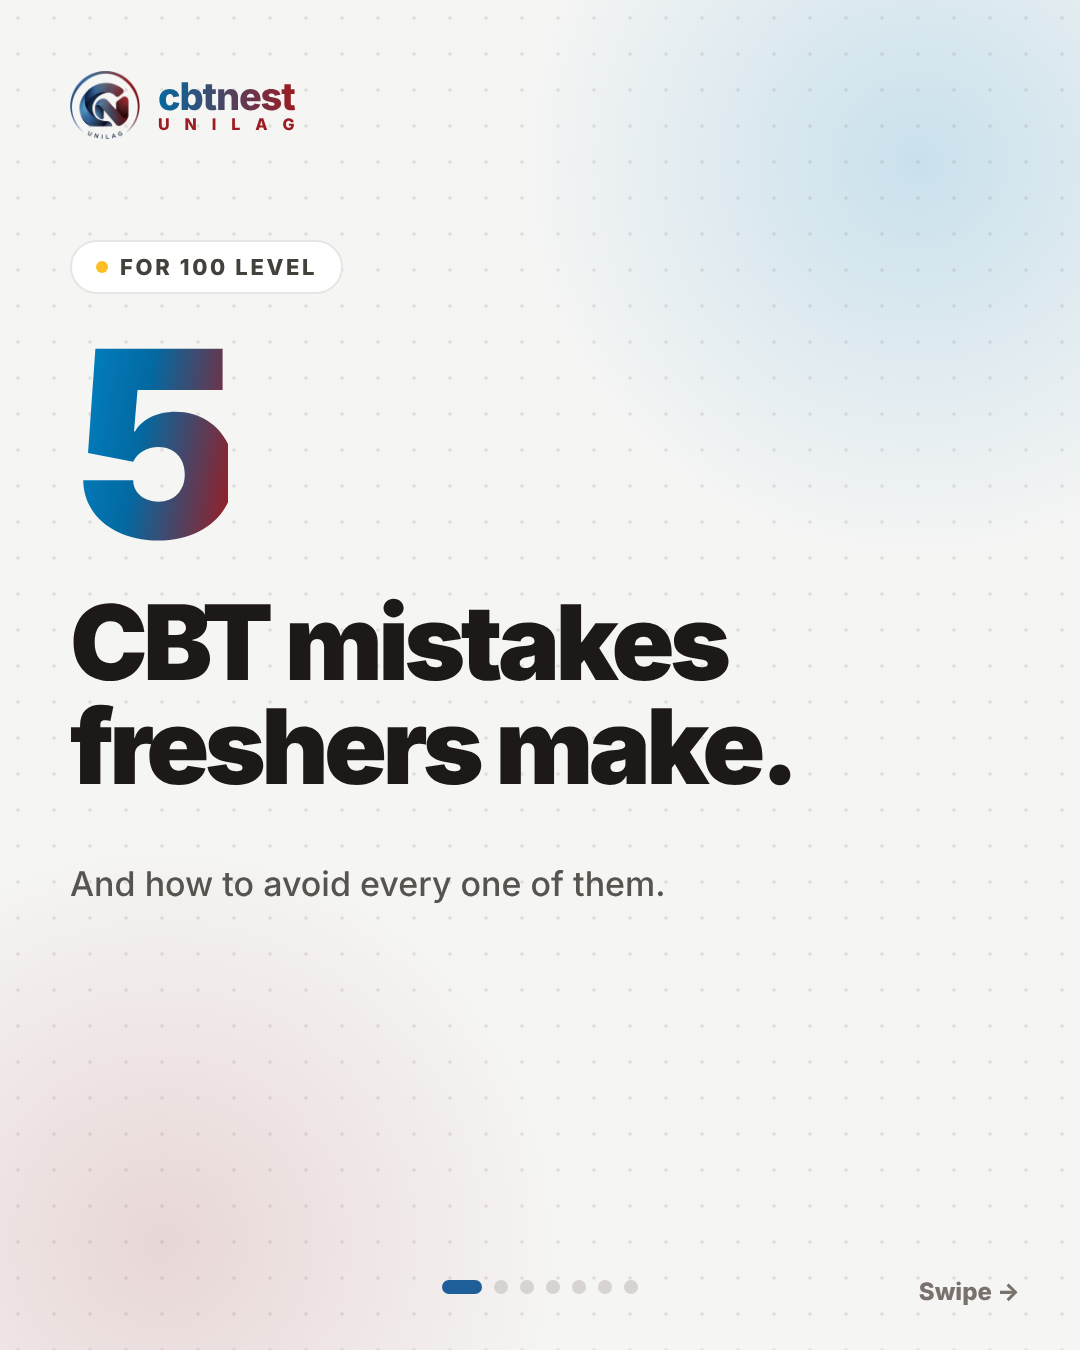 cbtnest
UNILAG
UNILAG
FOR 100 LEVEL
5
CBT mistakes
freshers make.
And how to avoid every one of them.
Swipe →